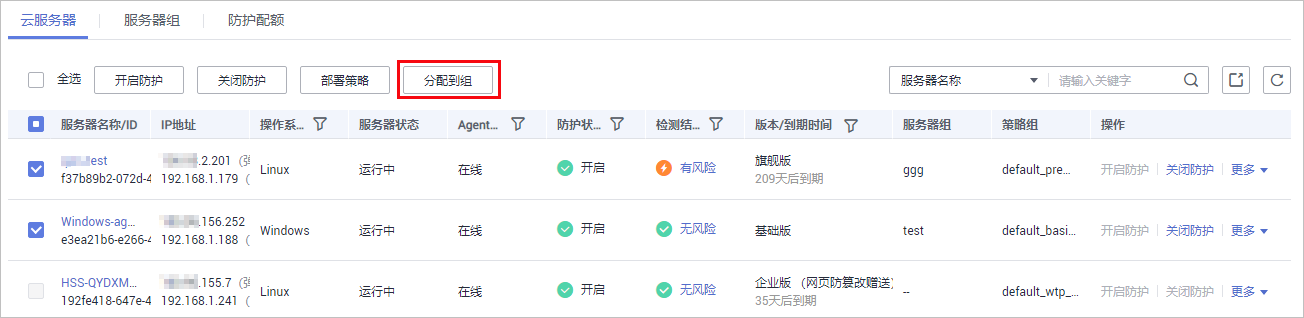 云服务器 服务器组 防护配额
全选 开启防护 关闭防护 部署策略 分配到组 服务器名称 请输入关键字
服务器名称/ID IP地址 操作系... 服务器状态 Agent... 防护状... 检测结... 版本/到期时间 服务器组 策略组 操作
est .2.201 Linux 运行中 在线 开启 有风险 旗舰版 ggg default_pre... 开启防护 关闭防护 更多
f37b89b2-072d-4 192.168.1.179 209天后到期
Windows-ag... .156.252 Windows 运行中 在线 开启 无风险 基础版 test default_basi... 开启防护 关闭防护 更多
e3ea21b6-e266-4 192.168.1.188
HSS-QYDXM... .155.7 Linux 运行中 在线 开启 无风险 企业版 （网页防篡改赠送） -- default_wtp_... 开启防护 关闭防护 更多
192fe418-647e-4 192.168.1.241 35天后到期